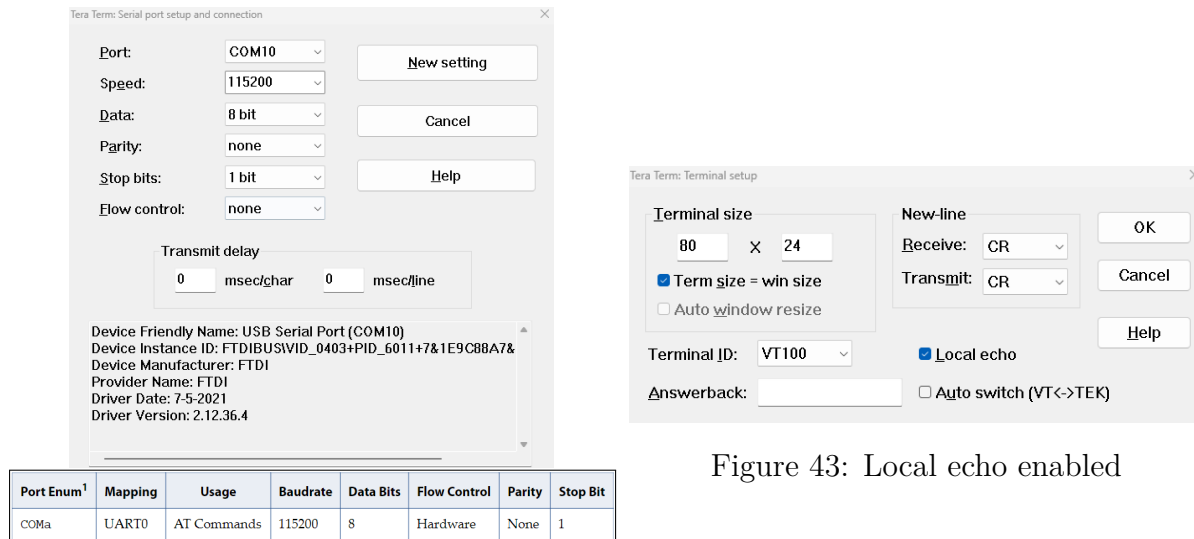 Tera Term: Serial port setup and connection
Port: COM10
New setting
Speed: 115200
Data: 8 bit
Cancel
Parity: none
Stop bits: 1 bit
Help
Flow control: none
Transmit delay
0 msec/char 0 msec/line
Device Friendly Name: USB Serial Port (COM10)
Device Instance ID: FTDIBUS\VID_0403+PID_6011+7&1E9C88A7&
Device Manufacturer: FTDI
Provider Name: FTDI
Driver Date: 7-5-2021
Driver Version: 2.12.36.4
Port Enum1 Mapping Usage Baudrate Data Bits Flow Control Parity Stop Bit
COMa UART0 AT Commands 115200 8 Hardware None 1
Tera Term: Terminal setup
Terminal size
80 X 24
Term size = win size
Auto window resize
New-line
Receive: CR
Transmit: CR
OK
Cancel
Help
Terminal ID: VT100
Local echo
Answerback:
Auto switch (VT<->TEK)
Figure 43: Local echo enabled